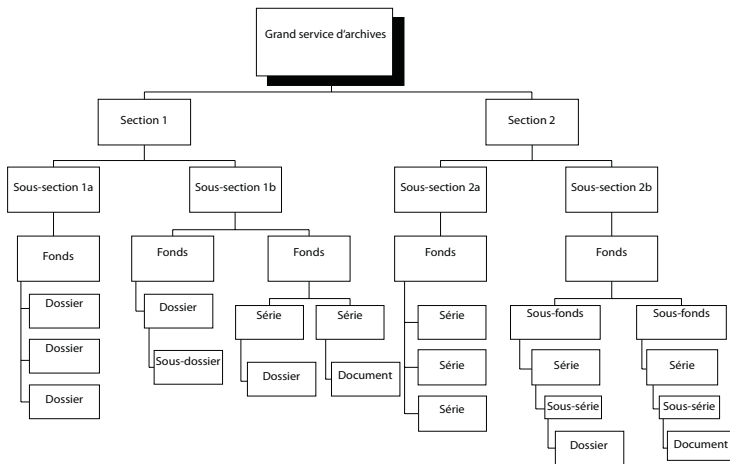 Grand service d'archives
Section 1
Section 2
Sous-section 1a
Sous-section 1b
Sous-section 2a
Sous-section 2b
Fonds
Fonds
Fonds
Fonds
Fonds
Dossier
Dossier
Dossier
Dossier
Sous-dossier
Série
Série
Dossier
Document
Série
Série
Série
Sous-fonds
Sous-fonds
Série
Série
Sous-série
Sous-série
Dossier
Document